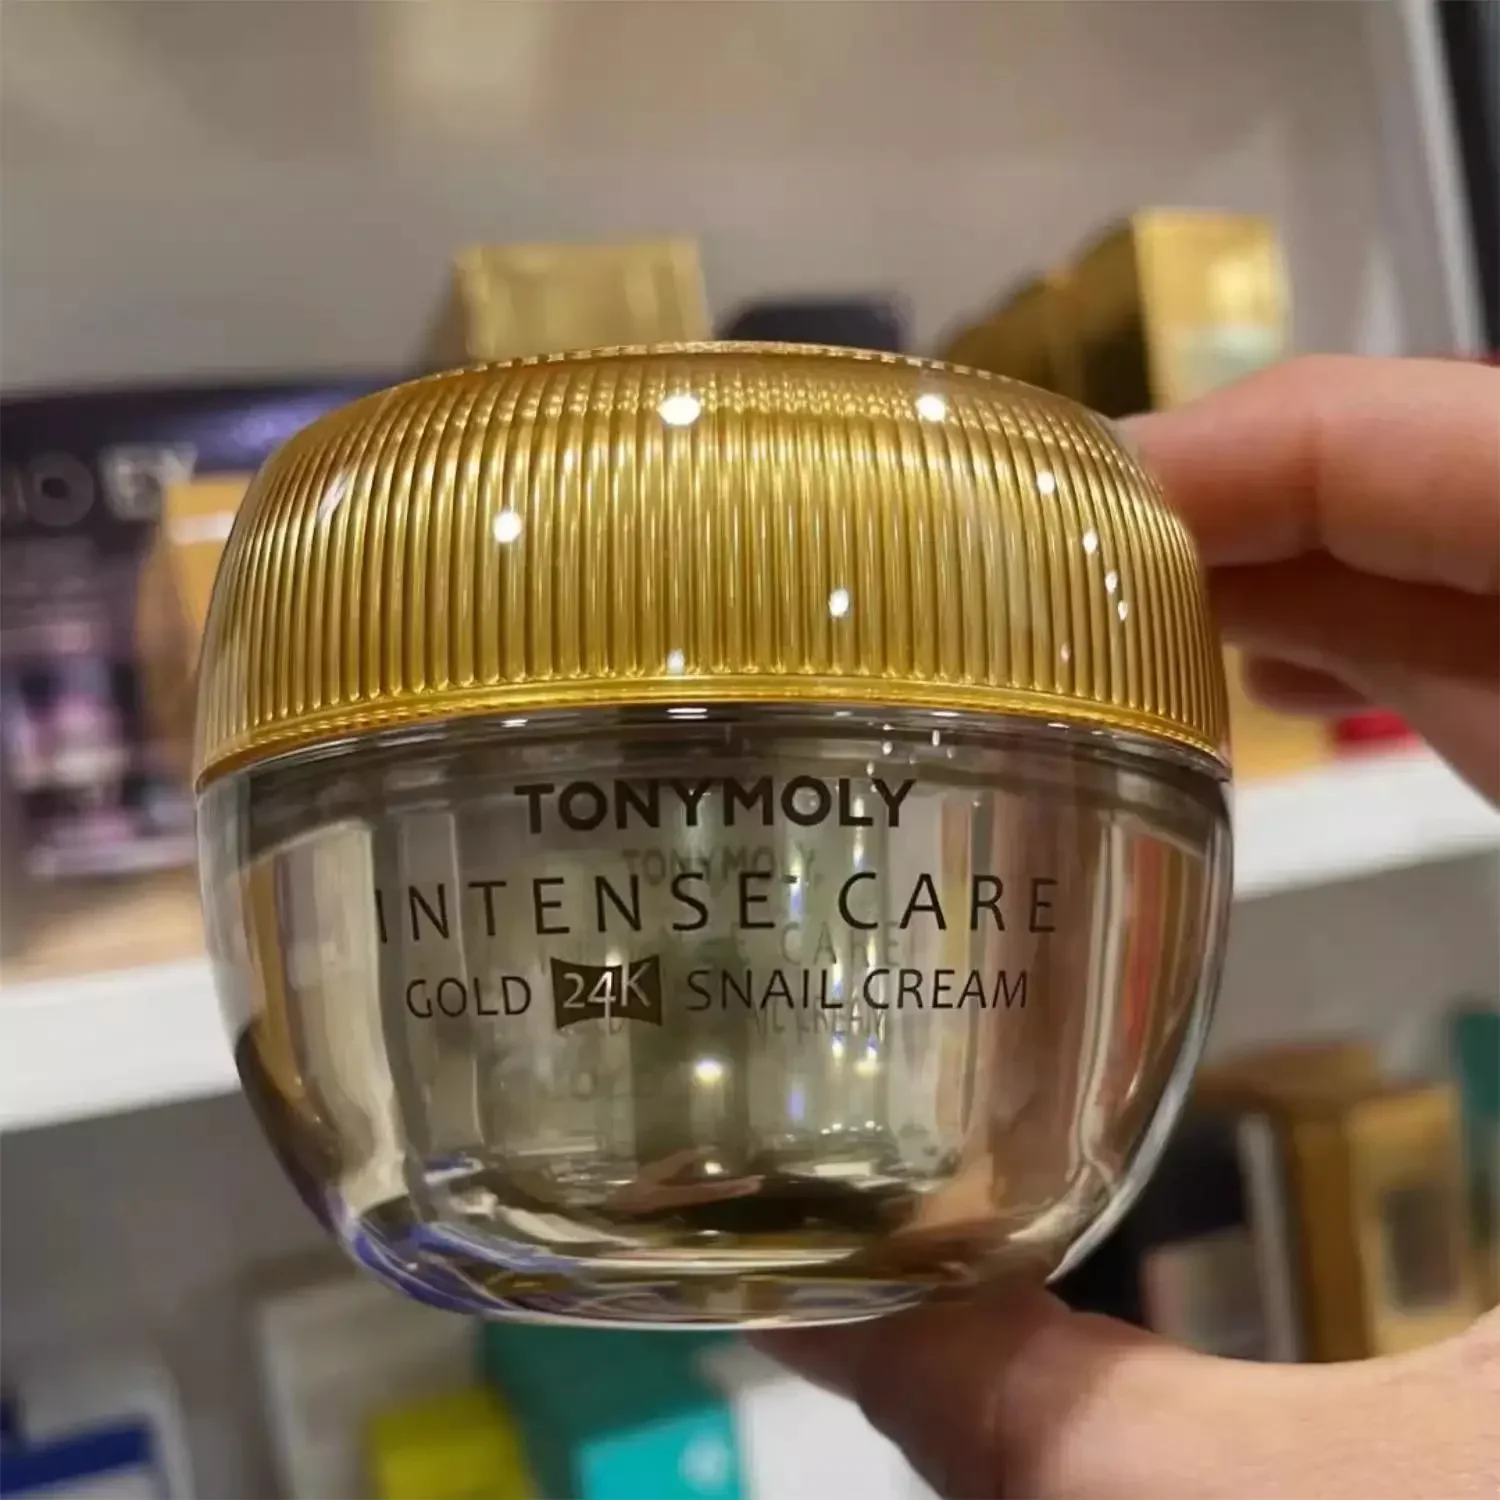 TONYMOLY
INTENSE CARE
GOLD 24K SNAIL CREAM